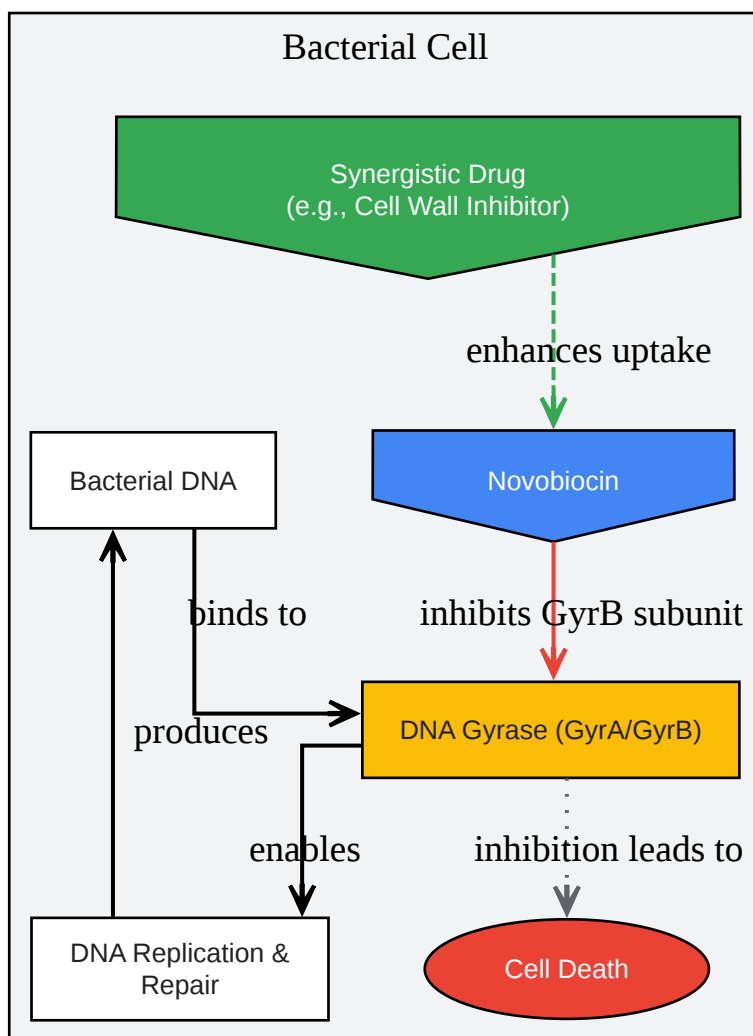 Bacterial Cell
Synergistic Drug
(e.g., Cell Wall Inhibitor)
enhances uptake
Bacterial DNA
Novobiocin
binds to
inhibits GyrB subunit
produces
DNA Gyrase (GyrA/GyrB)
enables
inhibition leads to
DNA Replication &
Repair
Cell Death